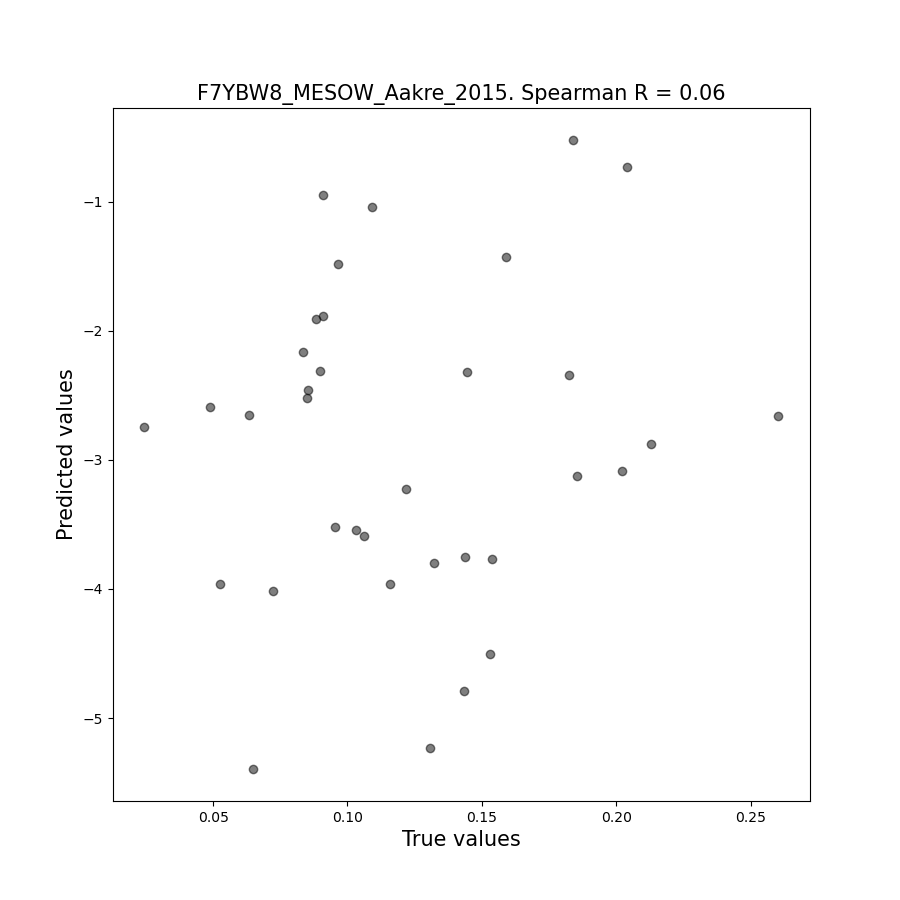 F7YBW8_MESOW_Aakre_2015. Spearman R = 0.06
−1
−2
−3
−4
−5
Predicted values
0.05 0.10 0.15 0.20 0.25
True values